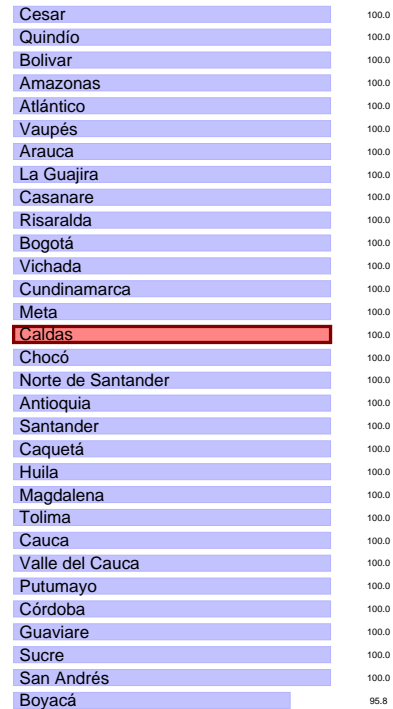 Cesar 100.0
Quindío 100.0
Bolivar 100.0
Amazonas 100.0
Atlántico 100.0
Vaupés 100.0
Arauca 100.0
La Guajira 100.0
Casanare 100.0
Risaralda 100.0
Bogotá 100.0
Vichada 100.0
Cundinamarca 100.0
Meta 100.0
Caldas 100.0
Chocó 100.0
Norte de Santander 100.0
Antioquia 100.0
Santander 100.0
Caquetá 100.0
Huila 100.0
Magdalena 100.0
Tolima 100.0
Cauca 100.0
Valle del Cauca 100.0
Putumayo 100.0
Córdoba 100.0
Guaviare 100.0
Sucre 100.0
San Andrés 100.0
Boyacá 95.8